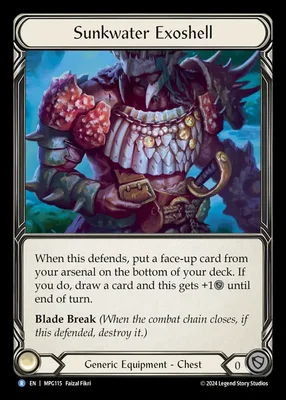 Sunkwater Exoshell
When this defends, put a face-up card from
your arsenal on the bottom of your deck. If
you do, draw a card and this gets +1 until
end of turn.
Blade Break (When the combat chain closes, if
this defended, destroy it.)
Generic Equipment - Chest
0
R EN | MPG115 Faizal Fikri
© 2024 Legend Story Studios